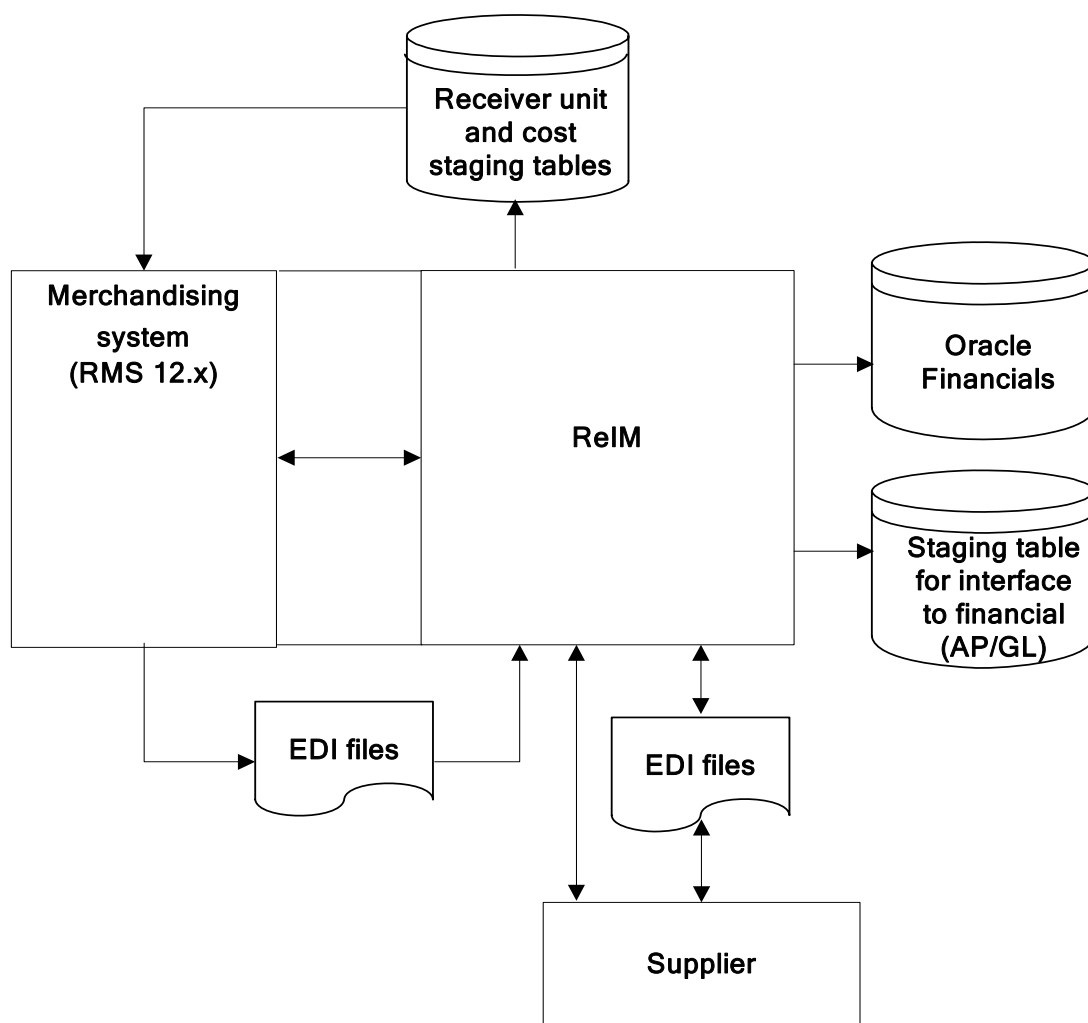 Receiver unit
and cost
staging tables
Merchandising
system
(RMS 12.x)
ReIM
Oracle
Financials
Staging table
for interface
to financial
(AP/GL)
EDI files
EDI files
Supplier